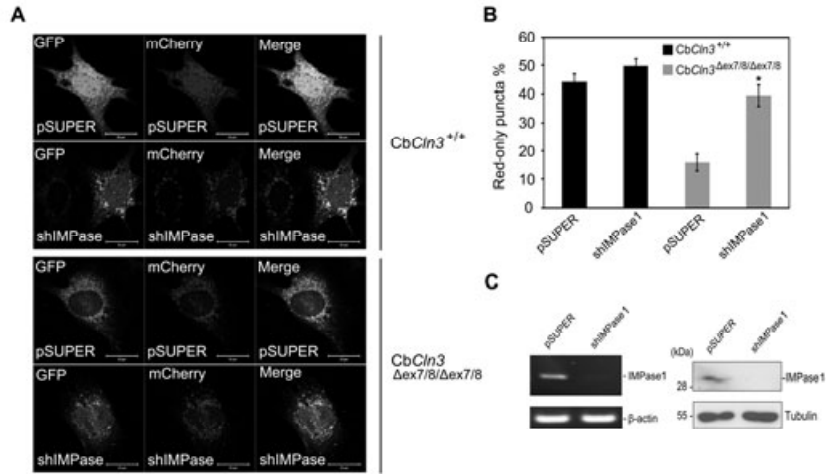 A
GFP mCherry Merge
pSUPER pSUPER pSUPER
GFP mCherry Merge
shIMPase shIMPase shIMPase
CbCln3 +/+
GFP mCherry Merge
pSUPER pSUPER pSUPER
GFP mCherry Merge
shIMPase shIMPase shIMPase
CbCln3
Δex7/8/Δex7/8
B
Red-only puncta %
60
50
40
30
20
10
0
CbCln3 +/+
CbCln3 Δex7/8/Δex7/8
*
pSUPER shIMPase1 pSUPER shIMPase1
C
pSUPER shIMPase1
-IMPase1
-β-actin
(kDa) pSUPER shIMPase1
28 - -IMPase1
55 - Tubulin